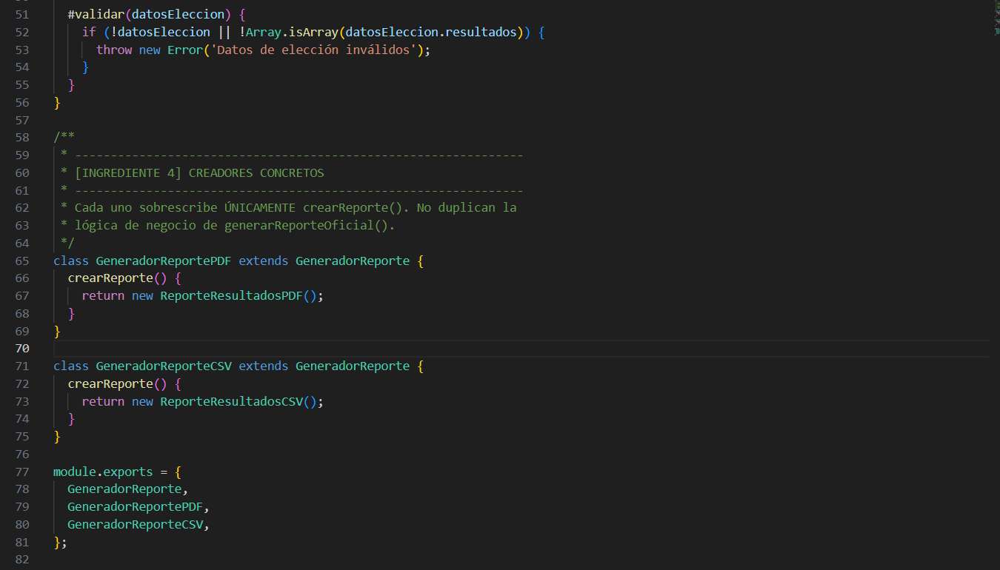 51 #validar(datosEleccion) {
52 if (!datosEleccion || !Array.isArray(datosEleccion.resultados)) {
53 throw new Error('Datos de elección inválidos');
54 }
55 }
56 }
57
58 /**
59 * ---------------------------------------------------------------
60 * [INGREDIENTE 4] CREADORES CONCRETOS
61 * ---------------------------------------------------------------
62 * Cada uno sobrescribe ÚNICAMENTE crearReporte(). No duplican la
63 * lógica de negocio de generarReporteOficial().
64 */
65 class GeneradorReportePDF extends GeneradorReporte {
66 crearReporte() {
67 return new ReporteResultadosPDF();
68 }
69 }
70
71 class GeneradorReporteCSV extends GeneradorReporte {
72 crearReporte() {
73 return new ReporteResultadosCSV();
74 }
75 }
76
77 module.exports = {
78 GeneradorReporte,
79 GeneradorReportePDF,
80 GeneradorReporteCSV,
81 };
82